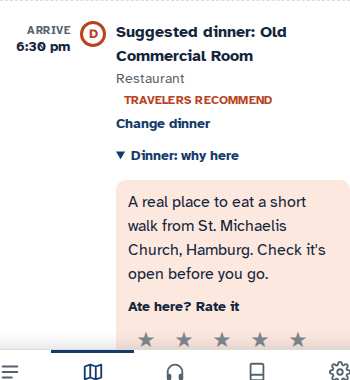 ARRIVE
6:30 pm
D
Suggested dinner: Old
Commercial Room
Restaurant
TRAVELERS RECOMMEND
Change dinner
▼ Dinner: why here
A real place to eat a short
walk from St. Michaelis
Church, Hamburg. Check it's
open before you go.
Ate here? Rate it